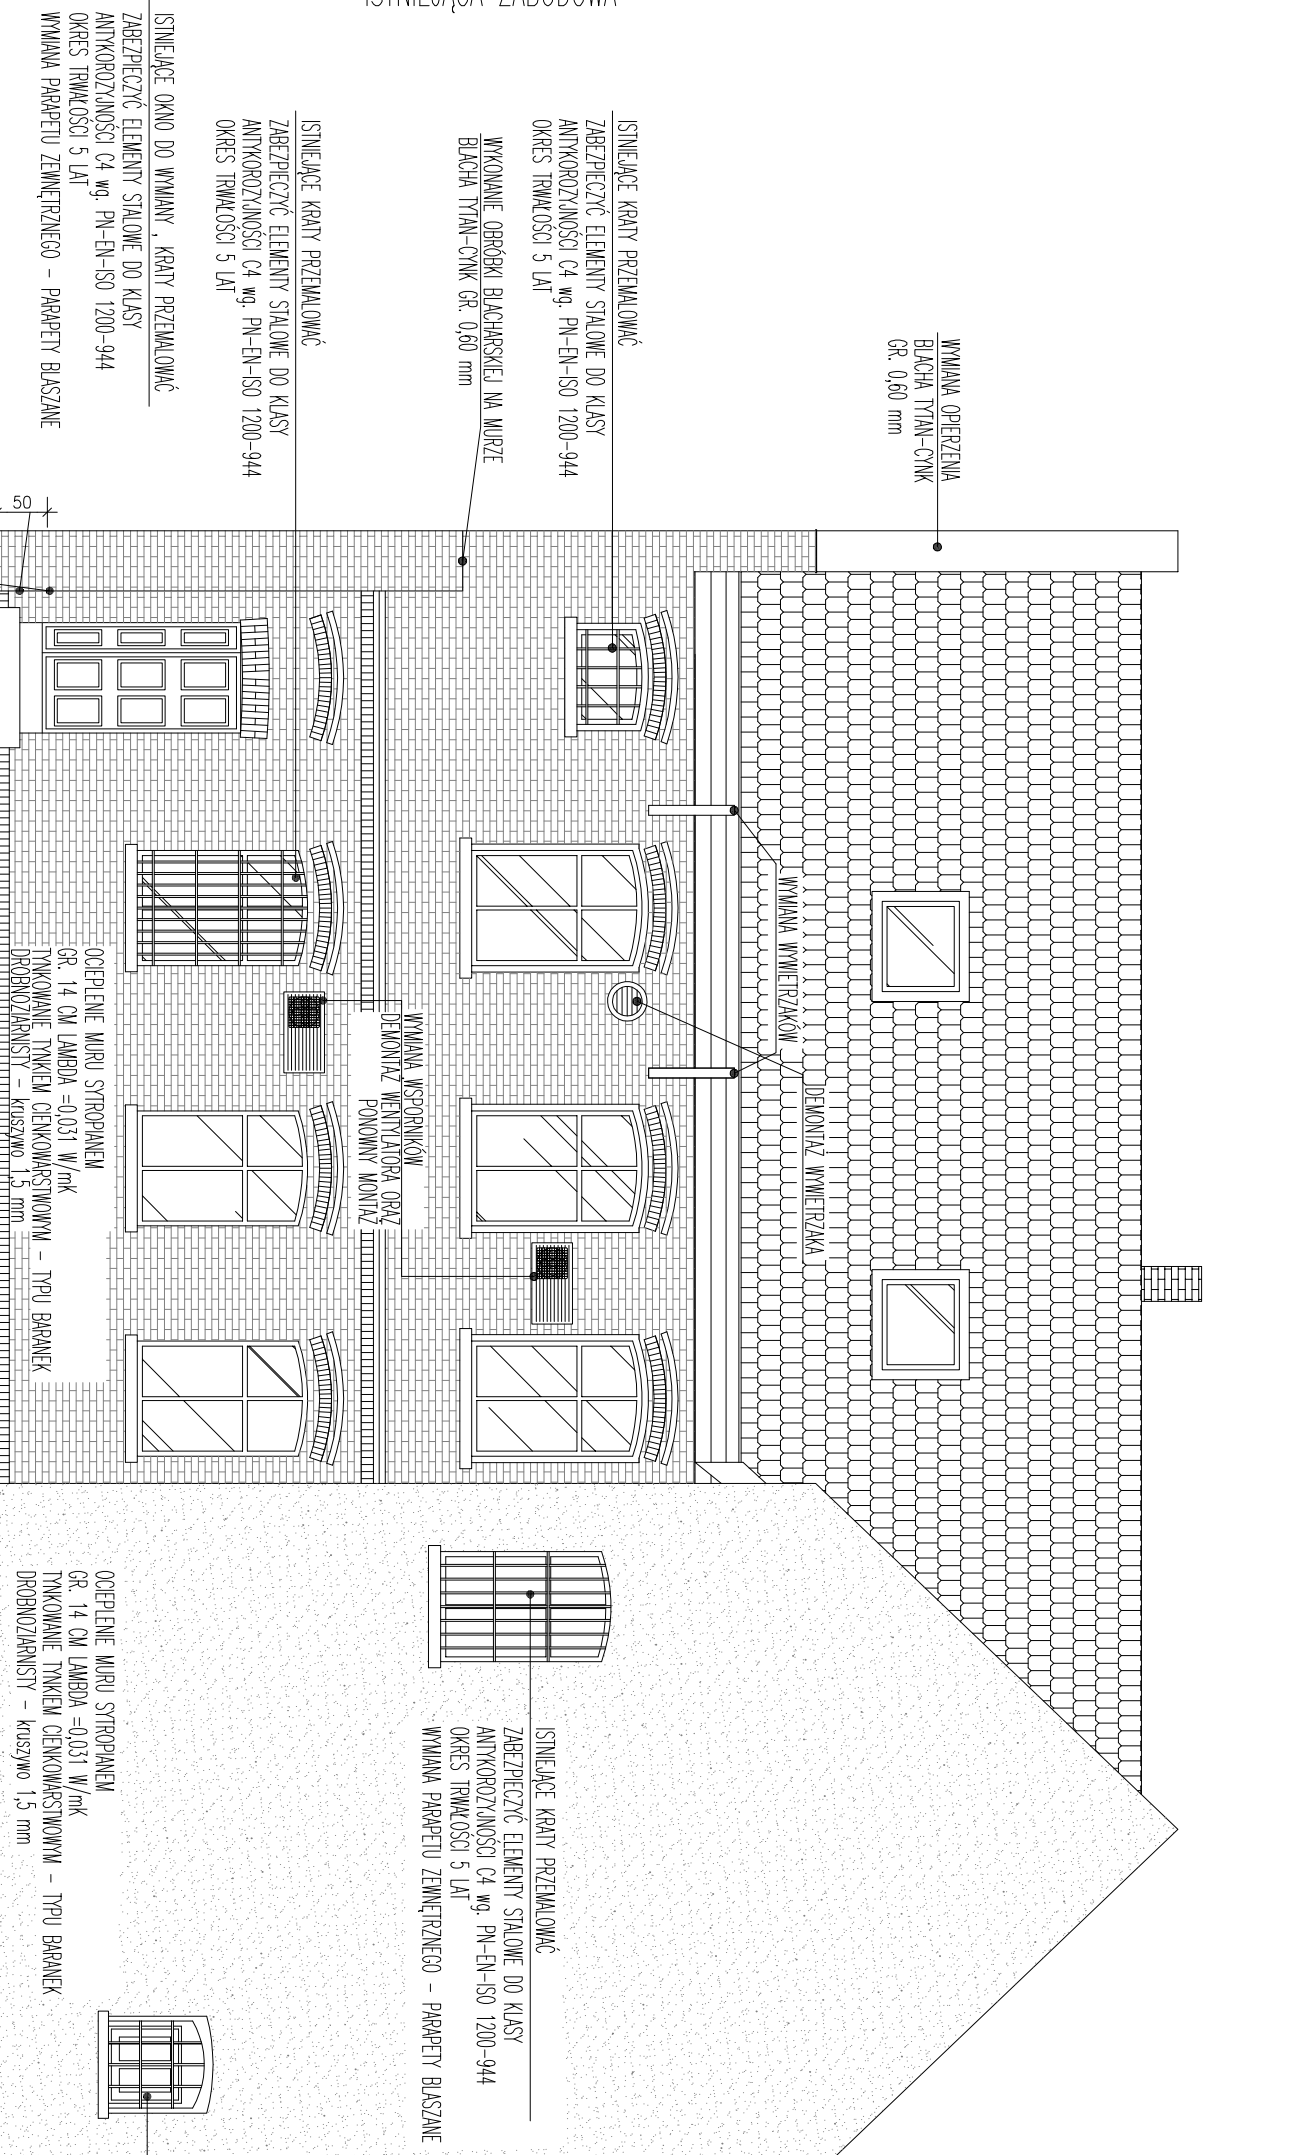 ISTNIEJĄCA ZABUDOWA
WYMIANA OPIERZENIA
BLACHA TYTAN-CYNK
GR. 0,60 mm
ISTNIEJĄCE KRATY PRZEMALOWAĆ
ZABEZPIECZYĆ ELEMENTY STALOWE DO KLASY
ANTYKOROZYJNOŚCI C4 wg. PN-EN-ISO 1200-944
OKRES TRWAŁOŚCI 5 LAT
WYKONANIE OBRÓBKI BLACHARSKIEJ NA MURZE
BLACHA TYTAN-CYNK GR. 0,60 mm
ISTNIEJĄCE KRATY PRZEMALOWAĆ
ZABEZPIECZYĆ ELEMENTY STALOWE DO KLASY
ANTYKOROZYJNOŚCI C4 wg. PN-EN-ISO 1200-944
OKRES TRWAŁOŚCI 5 LAT
ISTNIEJĄCE OKNO DO WYMIANY , KRATY PRZEMALOWAĆ
ZABEZPIECZYĆ ELEMENTY STALOWE DO KLASY
ANTYKOROZYJNOŚCI C4 wg. PN-EN-ISO 1200-944
OKRES TRWAŁOŚCI 5 LAT
WYMIANA PARAPETU ZEWNĘTRZNEGO - PARAPETY BLASZANE
50
WYMIANA WYWIETRZAKÓW
DEMONTAŻ WYWIETRZAKA
WYMIANA WSPORNIKÓW
DEMONTAŻ WENTYLATORA ORAZ
PONOWNY MONTAŻ
OCIEPLENIE MURU SYTROPIANEM
GR. 14 CM LAMBDA =0,031 W/mK
TYNKOWANIE TYNKIEM CIENKOWARSTWOWYM - TYPU BARANEK
DROBNOZIARNISTY - kruszywo 1,5 mm
ISTNIEJĄCE KRATY PRZEMALOWAĆ
ZABEZPIECZYĆ ELEMENTY STALOWE DO KLASY
ANTYKOROZYJNOŚCI C4 wg. PN-EN-ISO 1200-944
OKRES TRWAŁOŚCI 5 LAT
WYMIANA PARAPETU ZEWNĘTRZNEGO - PARAPETY BLASZANE
OCIEPLENIE MURU SYTROPIANEM
GR. 14 CM LAMBDA =0,031 W/mK
TYNKOWANIE TYNKIEM CIENKOWARSTWOWYM - TYPU BARANEK
DROBNOZIARNISTY - kruszywo 1,5 mm